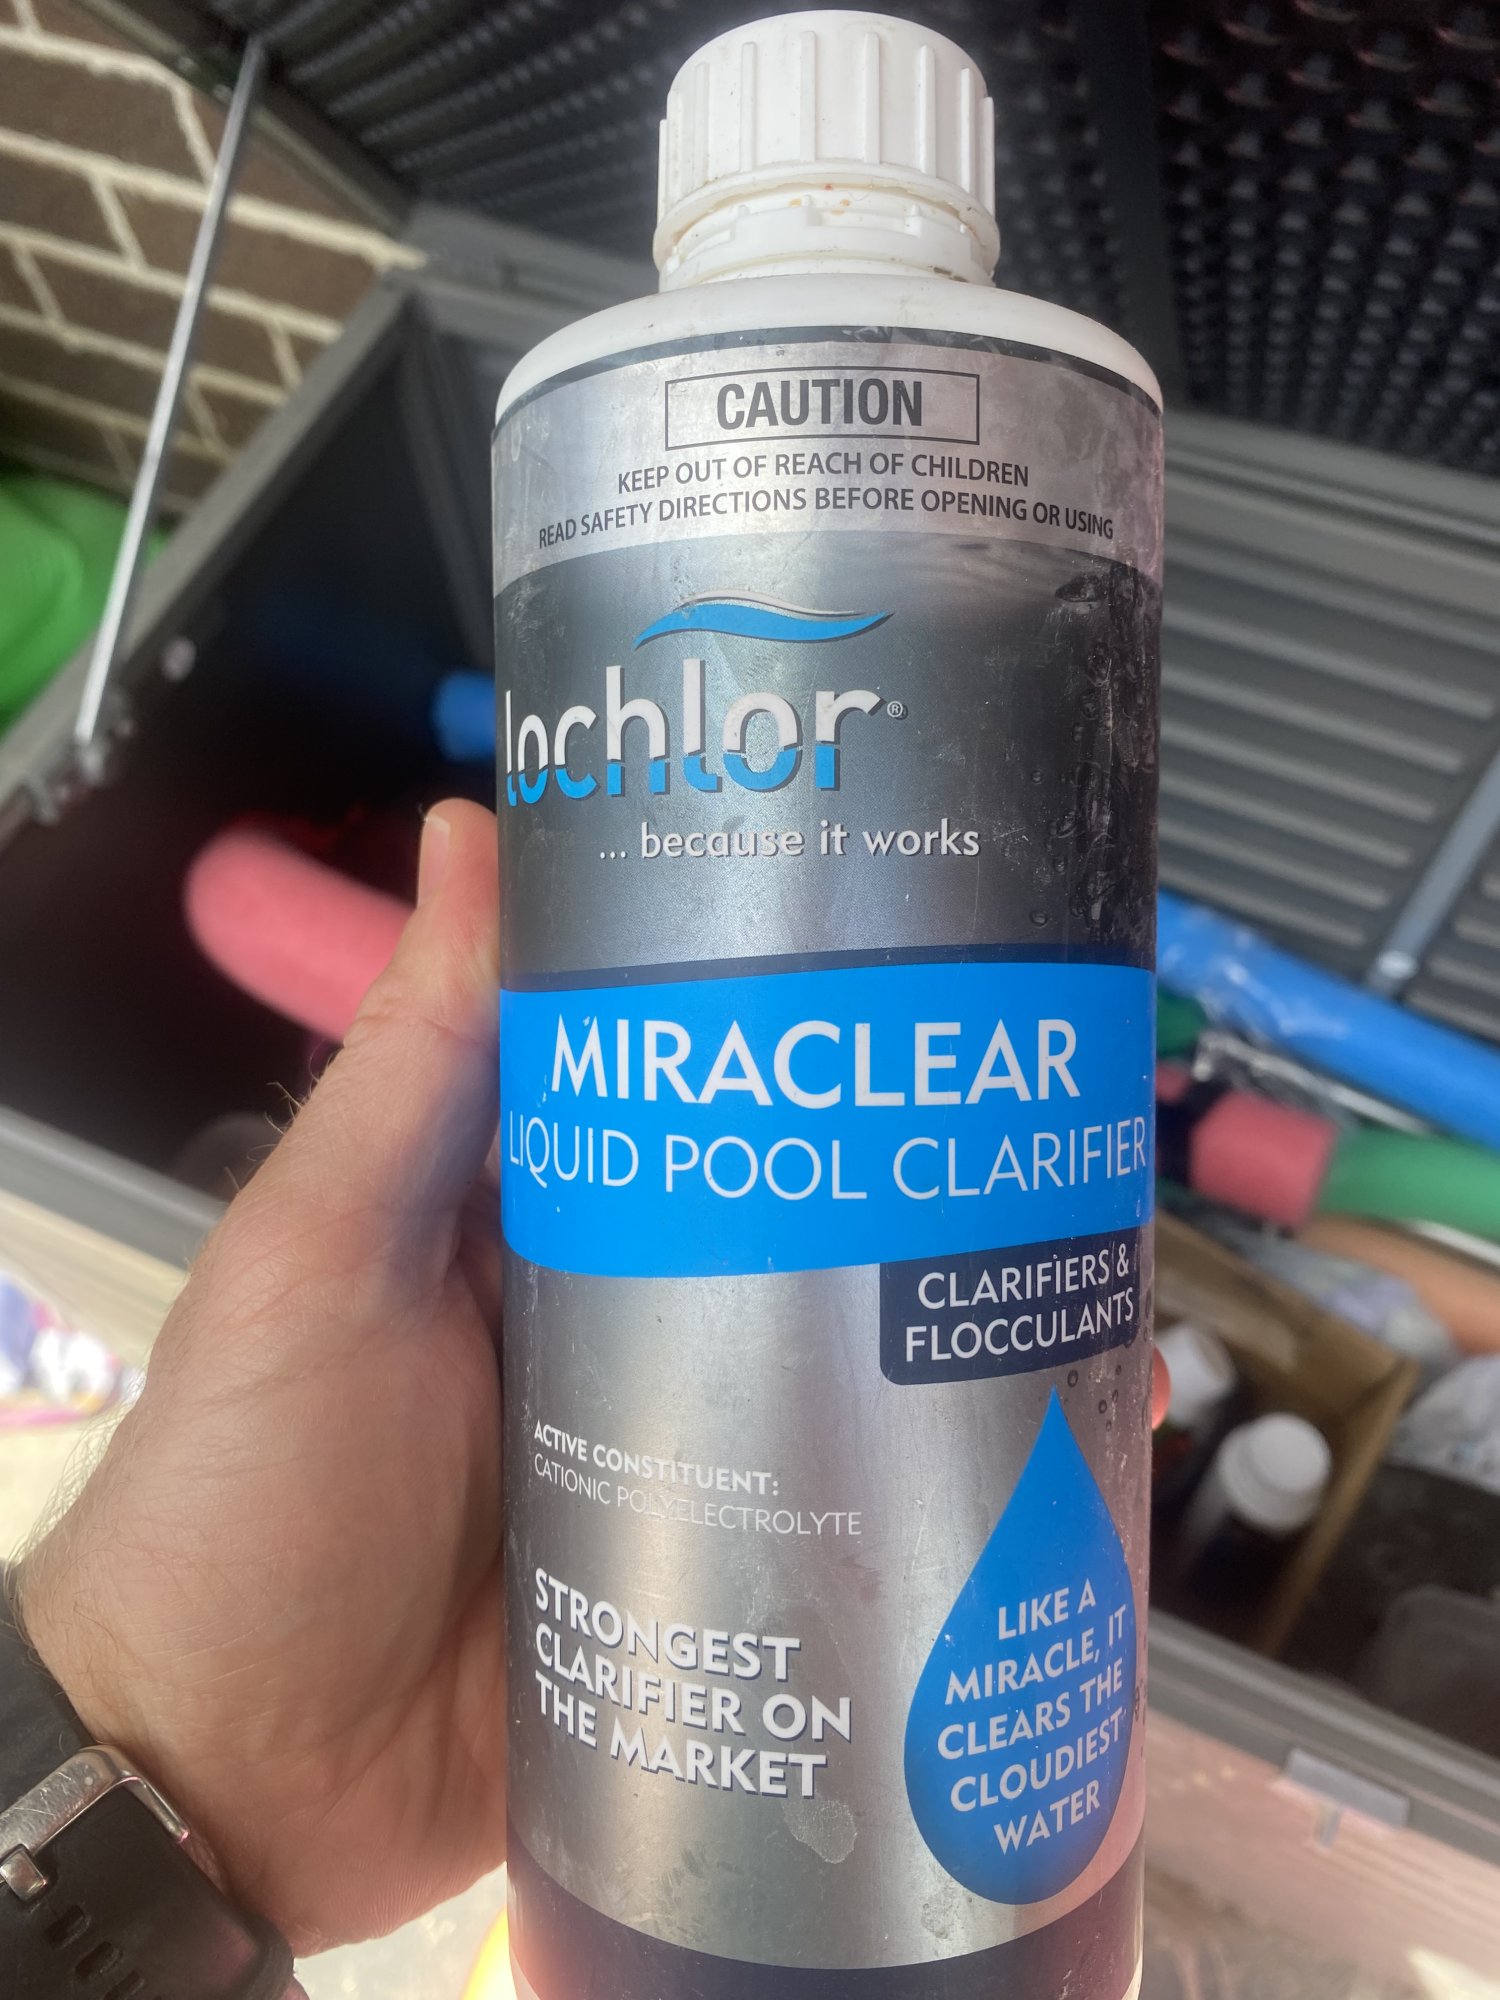 CAUTION
KEEP OUT OF REACH OF CHILDREN
READ SAFETY DIRECTIONS BEFORE OPENING OR USING
lochlor®
... because it works
MIRACLEAR
LIQUID POOL CLARIFIER
CLARIFIERS &
FLOCCULANTS
ACTIVE CONSTITUENT:
CATIONIC POLYELECTROLYTE
STRONGEST
CLARIFIER ON
THE MARKET
LIKE A
MIRACLE, IT
CLEARS THE
CLOUDIEST
WATER